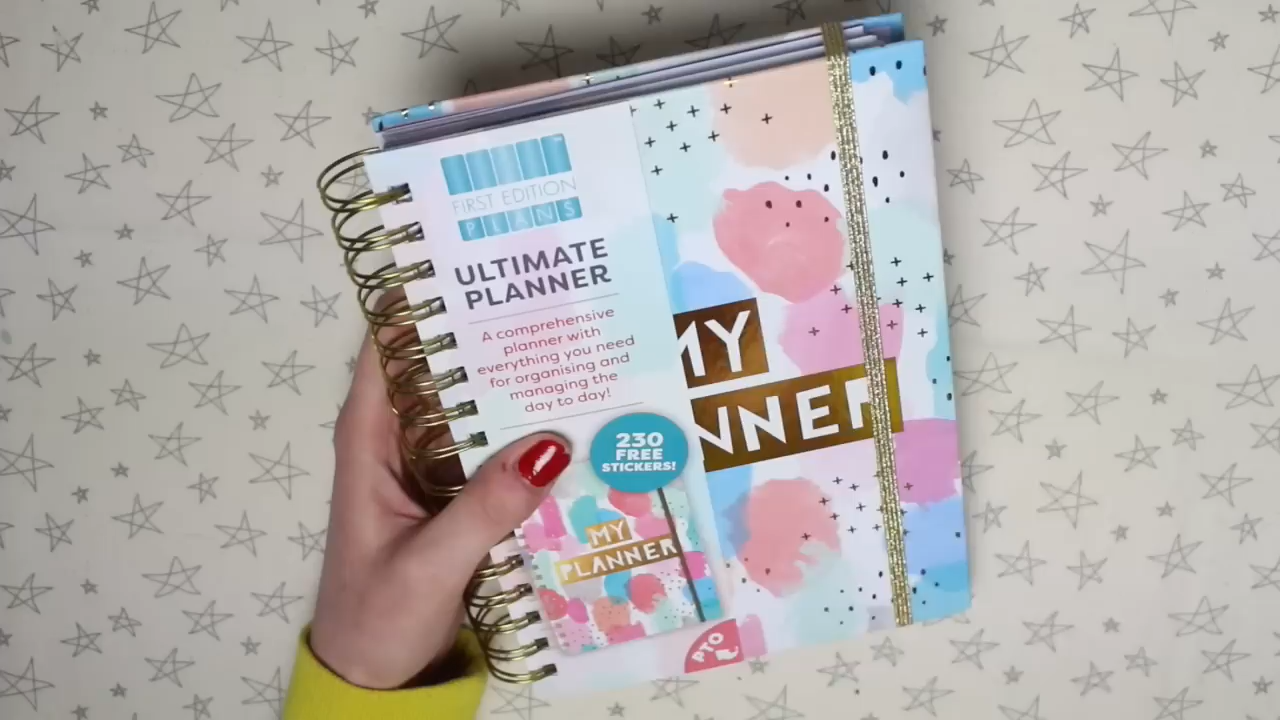 FIRST EDITION
PLANS
ULTIMATE
PLANNER
A comprehensive
planner with
everything you need
for organising and
managing the
day to day!
230
FREE
STICKERS!
MY
PLANNER
PTO
MY
NNER